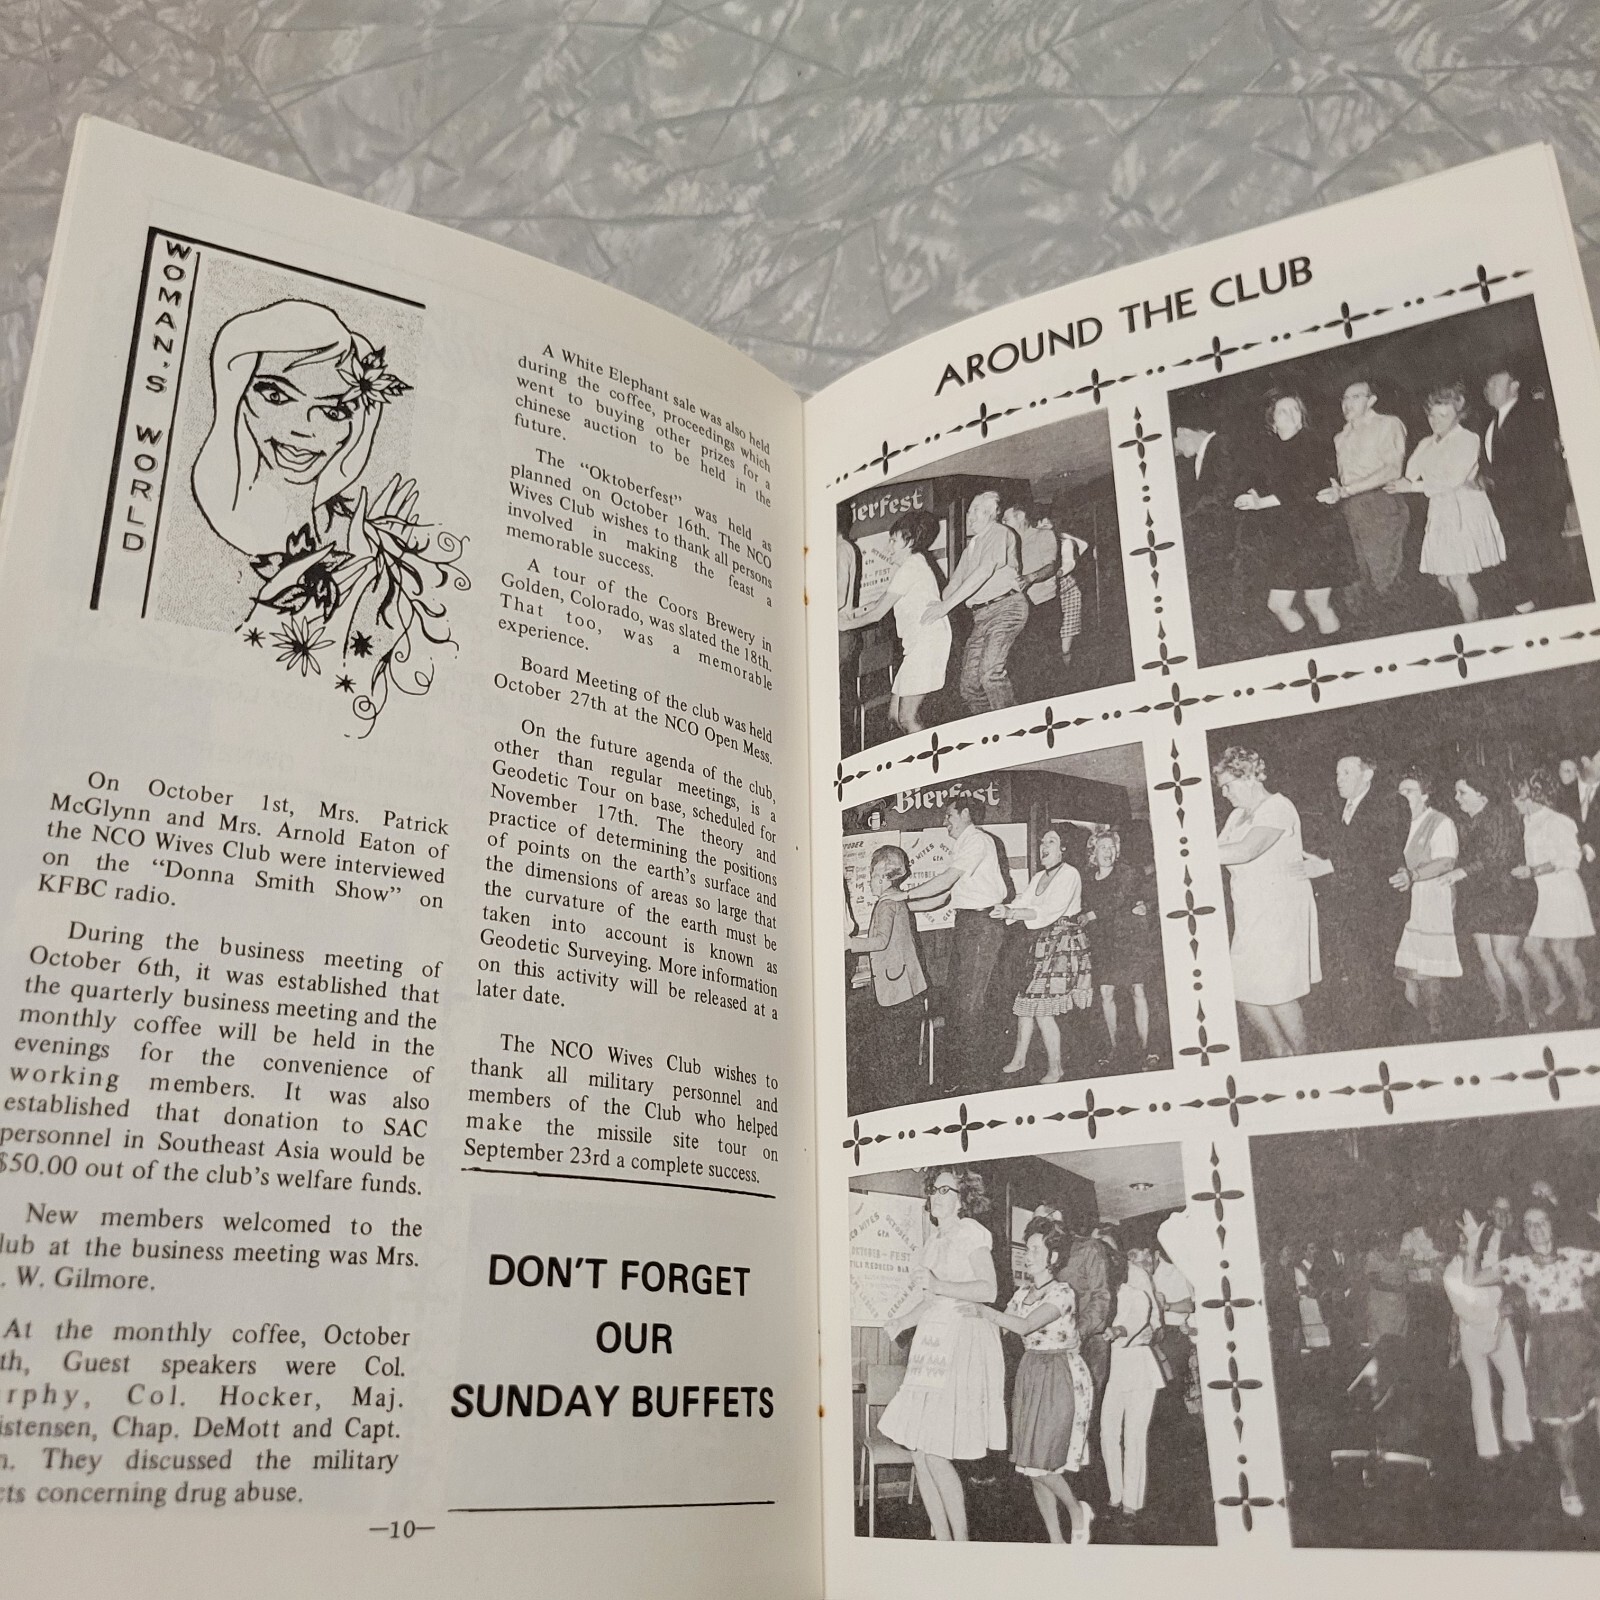 WOMAN'S WORLD
On October 1st, Mrs. Patrick
McGlynn and Mrs. Arnold Eaton of
the NCO Wives Club were interviewed
on the "Donna Smith Show" on
KFBC radio.
During the business meeting of
October 6th, it was established that
the quarterly business meeting and the
monthly coffee will be held in the
evenings for the convenience of
working members. It was also
established that donation to SAC
personnel in Southeast Asia would be
$50.00 out of the club's welfare funds.
New members welcomed to the
lub at the business meeting was Mrs.
. W. Gilmore.
At the monthly coffee, October
th, Guest speakers were Col.
rphy, Col. Hocker, Maj.
istensen, Chap. DeMott and Capt.
n. They discussed the military
cts concerning drug abuse.
—10—
A White Elephant sale was also held
during the coffee, proceedings which
went to buying other prizes for a
chinese auction to be held in the
future.
The "Oktoberfest" was held as
planned on October 16th. The NCO
Wives Club wishes to thank all persons
involved in making the feast a
memorable success.
A tour of the Coors Brewery in
Golden, Colorado, was slated the 18th.
That too, was a memorable
experience.
Board Meeting of the club was held
October 27th at the NCO Open Mess.
On the future agenda of the club,
other than regular meetings, is a
Geodetic Tour on base, scheduled for
November 17th. The theory and
practice of determining the positions
of points on the earth's surface and
the dimensions of areas so large that
the curvature of the earth must be
taken into account is known as
Geodetic Surveying. More information
on this activity will be released at a
later date.
The NCO Wives Club wishes to
thank all military personnel and
members of the Club who helped
make the missile site tour on
September 23rd a complete success.
DON'T FORGET
OUR
SUNDAY BUFFETS
AROUND THE CLUB
ierfest
Bierfest
WIVES OCTOBER
6TH
OCTOBER - FEST
REDUCED BAR